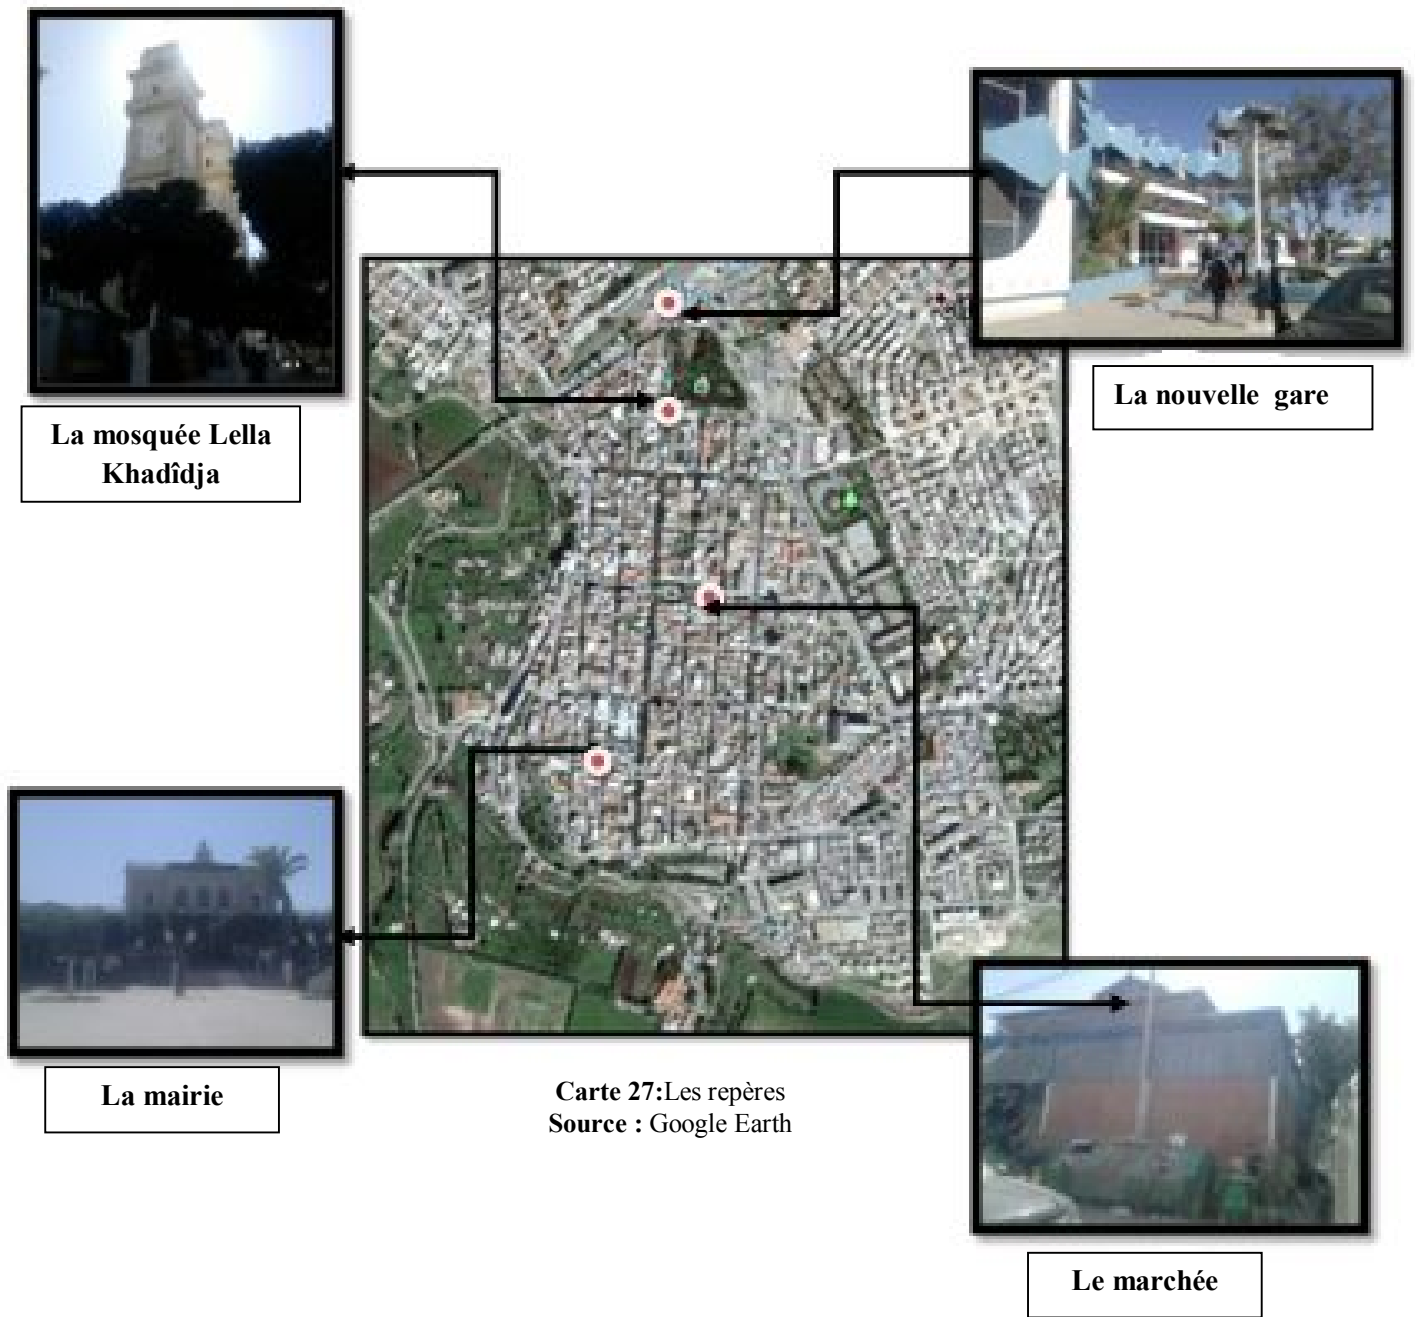 La nouvelle gare
La mosquée Lella
Khadîdja
La mairie
Carte 27:Les repères
Source : Google Earth
Le marchée